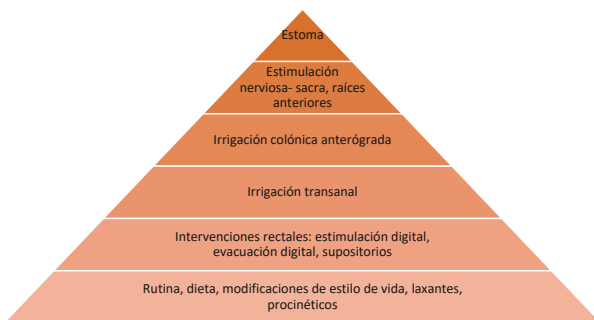 Estoma
Estimulación
nerviosa- sacra, raíces
anteriores
Irrigación colónica anterógrada
Irrigación transanal
Intervenciones rectales: estimulación digital,
evacuación digital, supositorios
Rutina, dieta, modificaciones de estilo de vida, laxantes,
procinéticos